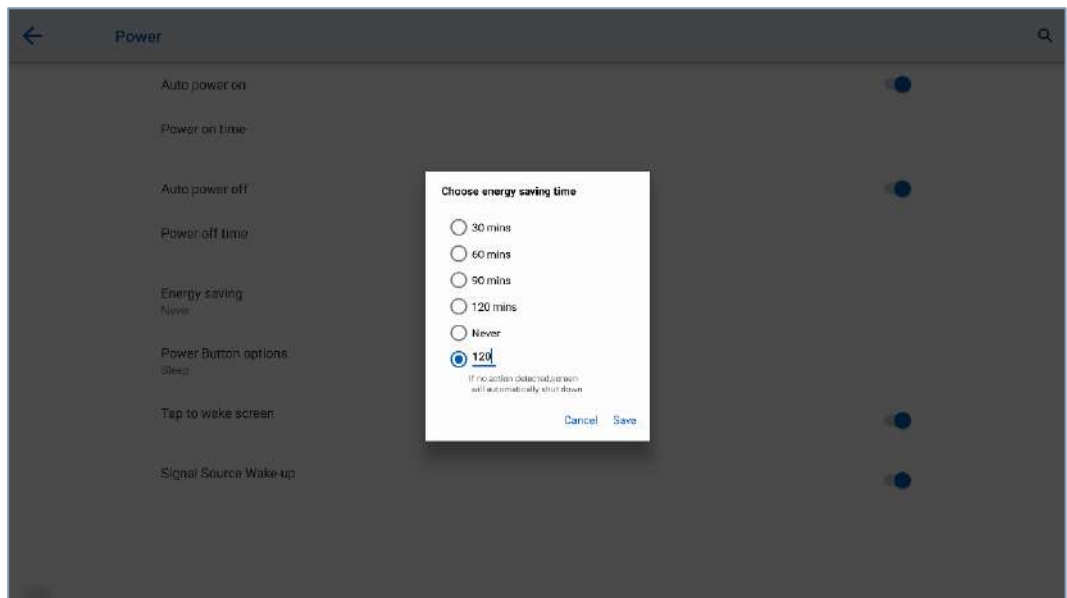 Power
Auto power on
Power on time
Auto power off
Power off time
Energy saving
Never
Power Button options
Sleep
Tap to wake screen
Signal Source Wake-up
Choose energy saving time
30 mins
60 mins
90 mins
120 mins
Never
120
If no action detected,screen
will automatically shut down
Cancel Save